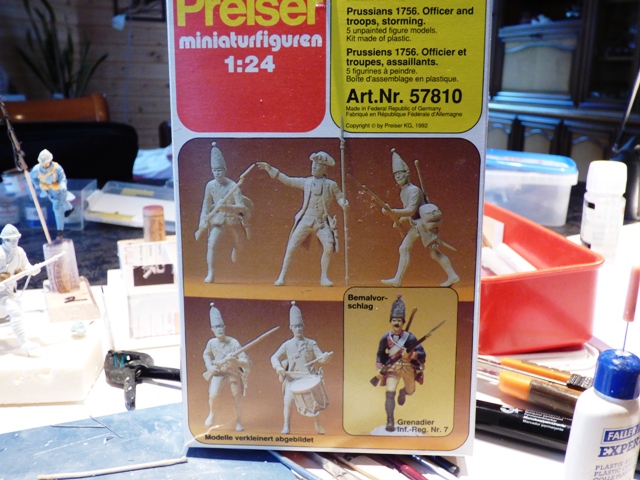 Preiser
miniaturfiguren
1:24
Prussians 1756. Officer and
troops, storming.
5 unpainted figure models.
Kit made of plastic.
Prussiens 1756. Officier et
troupes, assaillants.
5 figurines à peindre.
Boîte d'assemblage en plastique.
Art.Nr. 57810
Made in Federal Republic of Germany
Fabriqué en République Fédérale d'Allemagne
Copyright © by Preiser KG, 1992
Bemalvor-
schlag
Grenadier
Inf.-Reg. Nr. 7
Modelle verkleinert abgebildet
FALLER
EXPERT